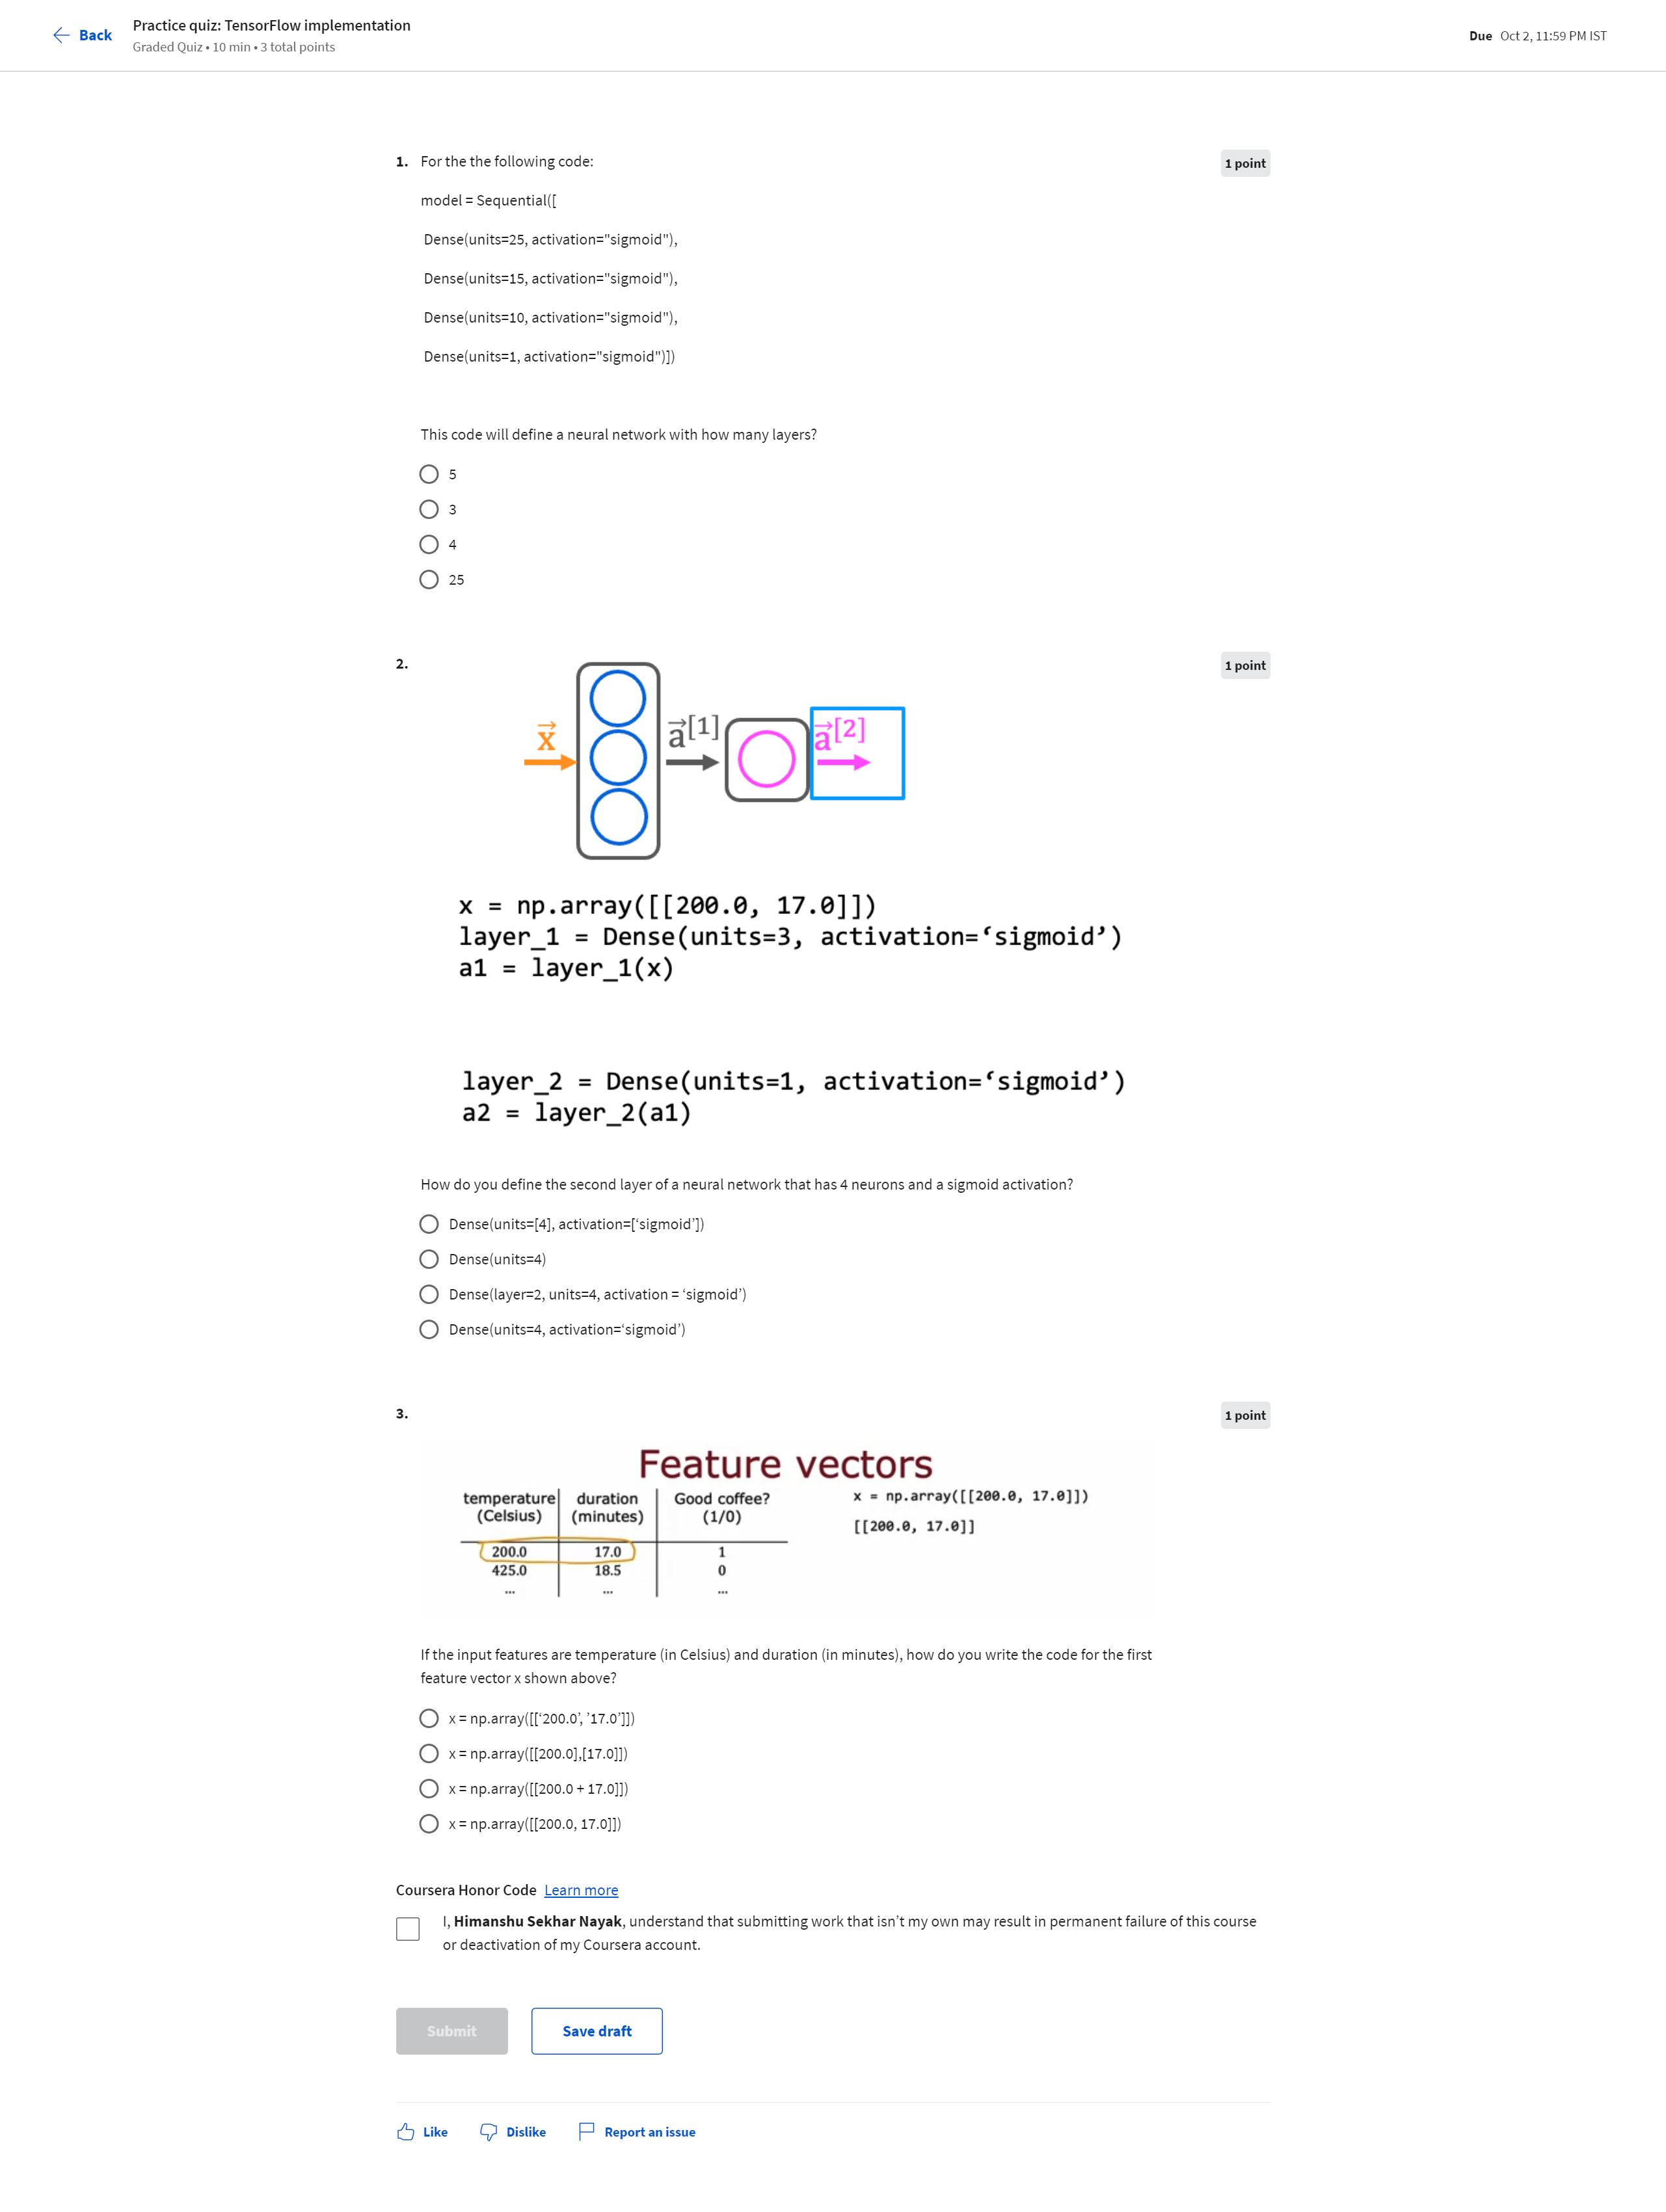 Back
Practice quiz: TensorFlow implementation
Graded Quiz • 10 min • 3 total points
Due Oct 2, 11:59 PM IST
1. For the the following code:
1 point
model = Sequential([
Dense(units=25, activation="sigmoid"),
Dense(units=15, activation="sigmoid"),
Dense(units=10, activation="sigmoid"),
Dense(units=1, activation="sigmoid")])
This code will define a neural network with how many layers?
5
3
4
25
2.
1 point
x⃗
a⃗[1]
a⃗[2]
x = np.array([[200.0, 17.0]])
layer_1 = Dense(units=3, activation=‘sigmoid’)
a1 = layer_1(x)
layer_2 = Dense(units=1, activation=‘sigmoid’)
a2 = layer_2(a1)
How do you define the second layer of a neural network that has 4 neurons and a sigmoid activation?
Dense(units=[4], activation=[‘sigmoid’])
Dense(units=4)
Dense(layer=2, units=4, activation = ‘sigmoid’)
Dense(units=4, activation=‘sigmoid’)
3.
1 point
Feature vectors
temperature duration Good coffee?
(Celsius) (minutes) (1/0)
200.0 17.0 1
425.0 18.5 0
... ... ...
x = np.array([[200.0, 17.0]])
[[200.0, 17.0]]
If the input features are temperature (in Celsius) and duration (in minutes), how do you write the code for the first
feature vector x shown above?
x = np.array([[‘200.0’, ’17.0’]])
x = np.array([[200.0],[17.0]])
x = np.array([[200.0 + 17.0]])
x = np.array([[200.0, 17.0]])
Coursera Honor Code Learn more
I, Himanshu Sekhar Nayak, understand that submitting work that isn’t my own may result in permanent failure of this course
or deactivation of my Coursera account.
Submit
Save draft
Like
Dislike
Report an issue